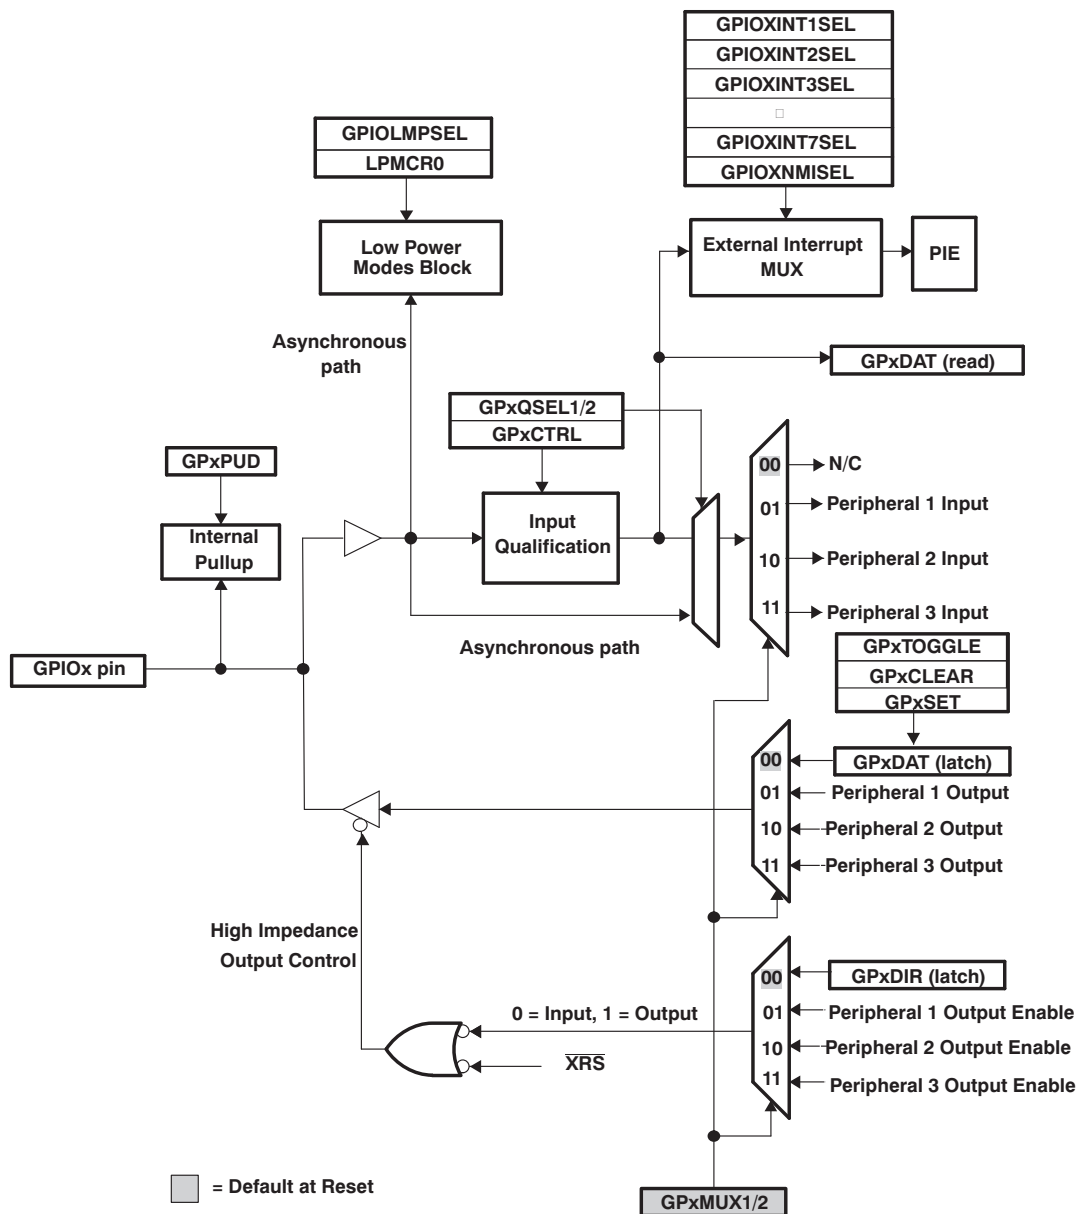 GPIOXINT1SEL
GPIOXINT2SEL
GPIOXINT3SEL
GPIOXINT7SEL
GPIOXNMISEL
GPIOLMPSEL
LPMCR0
Low Power
Modes Block
External Interrupt
MUX
PIE
Asynchronous
path
GPxDAT (read)
GPxQSEL1/2
GPxCTRL
GPxPUD
Internal
Pullup
Input
Qualification
00
N/C
01
Peripheral 1 Input
10
Peripheral 2 Input
11
Peripheral 3 Input
Asynchronous path
GPIOx pin
GPxTOGGLE
GPxCLEAR
GPxSET
00
GPxDAT (latch)
01
Peripheral 1 Output
10
Peripheral 2 Output
11
Peripheral 3 Output
High Impedance
Output Control
00
GPxDIR (latch)
0 = Input, 1 = Output
01
Peripheral 1 Output Enable
10
Peripheral 2 Output Enable
XRS
11
Peripheral 3 Output Enable
= Default at Reset
GPxMUX1/2